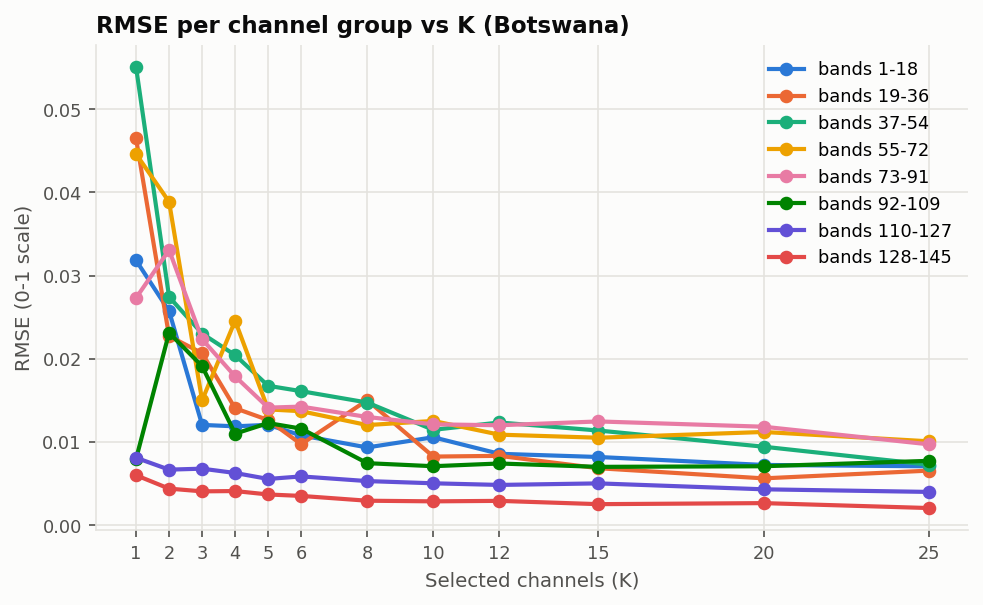 RMSE per channel group vs K (Botswana)
bands 1-18
bands 19-36
bands 37-54
bands 55-72
bands 73-91
bands 92-109
bands 110-127
bands 128-145
RMSE (0-1 scale)
0.05
0.04
0.03
0.02
0.01
0.00
1 2 3 4 5 6 8 10 12 15 20 25
Selected channels (K)